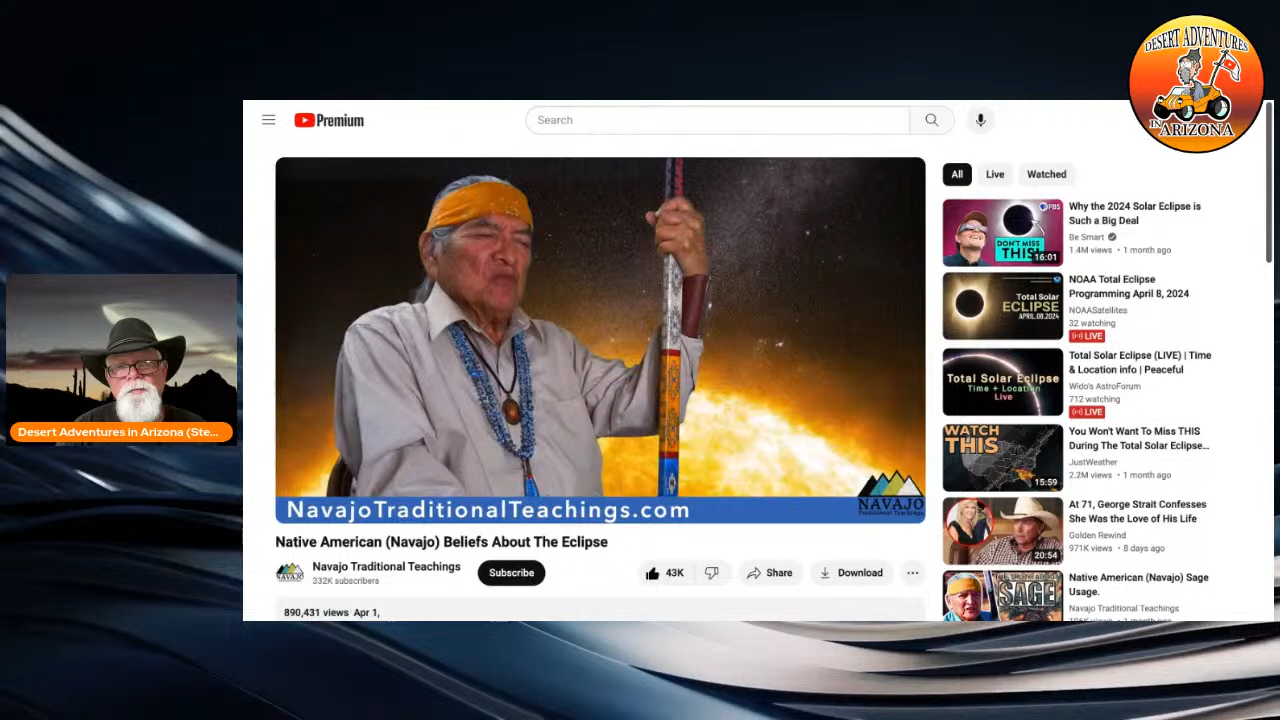 DESERT ADVENTURES
IN ARIZONA
Premium
Search
All
Live
Watched
NavajoTraditionalTeachings.com
NAVAJO
Traditional Teachings
Native American (Navajo) Beliefs About The Eclipse
Navajo Traditional Teachings
332K subscribers
Subscribe
43K
Share
Download
890,431 views Apr 1,
PBS
DON'T MISS
THIS!
16:01
Why the 2024 Solar Eclipse is
Such a Big Deal
Be Smart
1.4M views • 1 month ago
Total Solar
ECLIPSE
APRIL.08.2024
NOAA Total Eclipse
Programming April 8, 2024
NOAASatellites
32 watching
LIVE
Total Solar Eclipse
Time + Location
Live
Total Solar Eclipse (LIVE) | Time
& Location info | Peaceful
Wido's AstroForum
712 watching
LIVE
WATCH
THIS
15:59
You Won't Want To Miss THIS
During The Total Solar Eclipse...
JustWeather
2.2M views • 1 month ago
20:54
At 71, George Strait Confesses
She Was the Love of His Life
Golden Rewind
971K views • 8 days ago
SAGE
Native American (Navajo) Sage
Usage.
Navajo Traditional Teachings
Desert Adventures in Arizona (Ste...